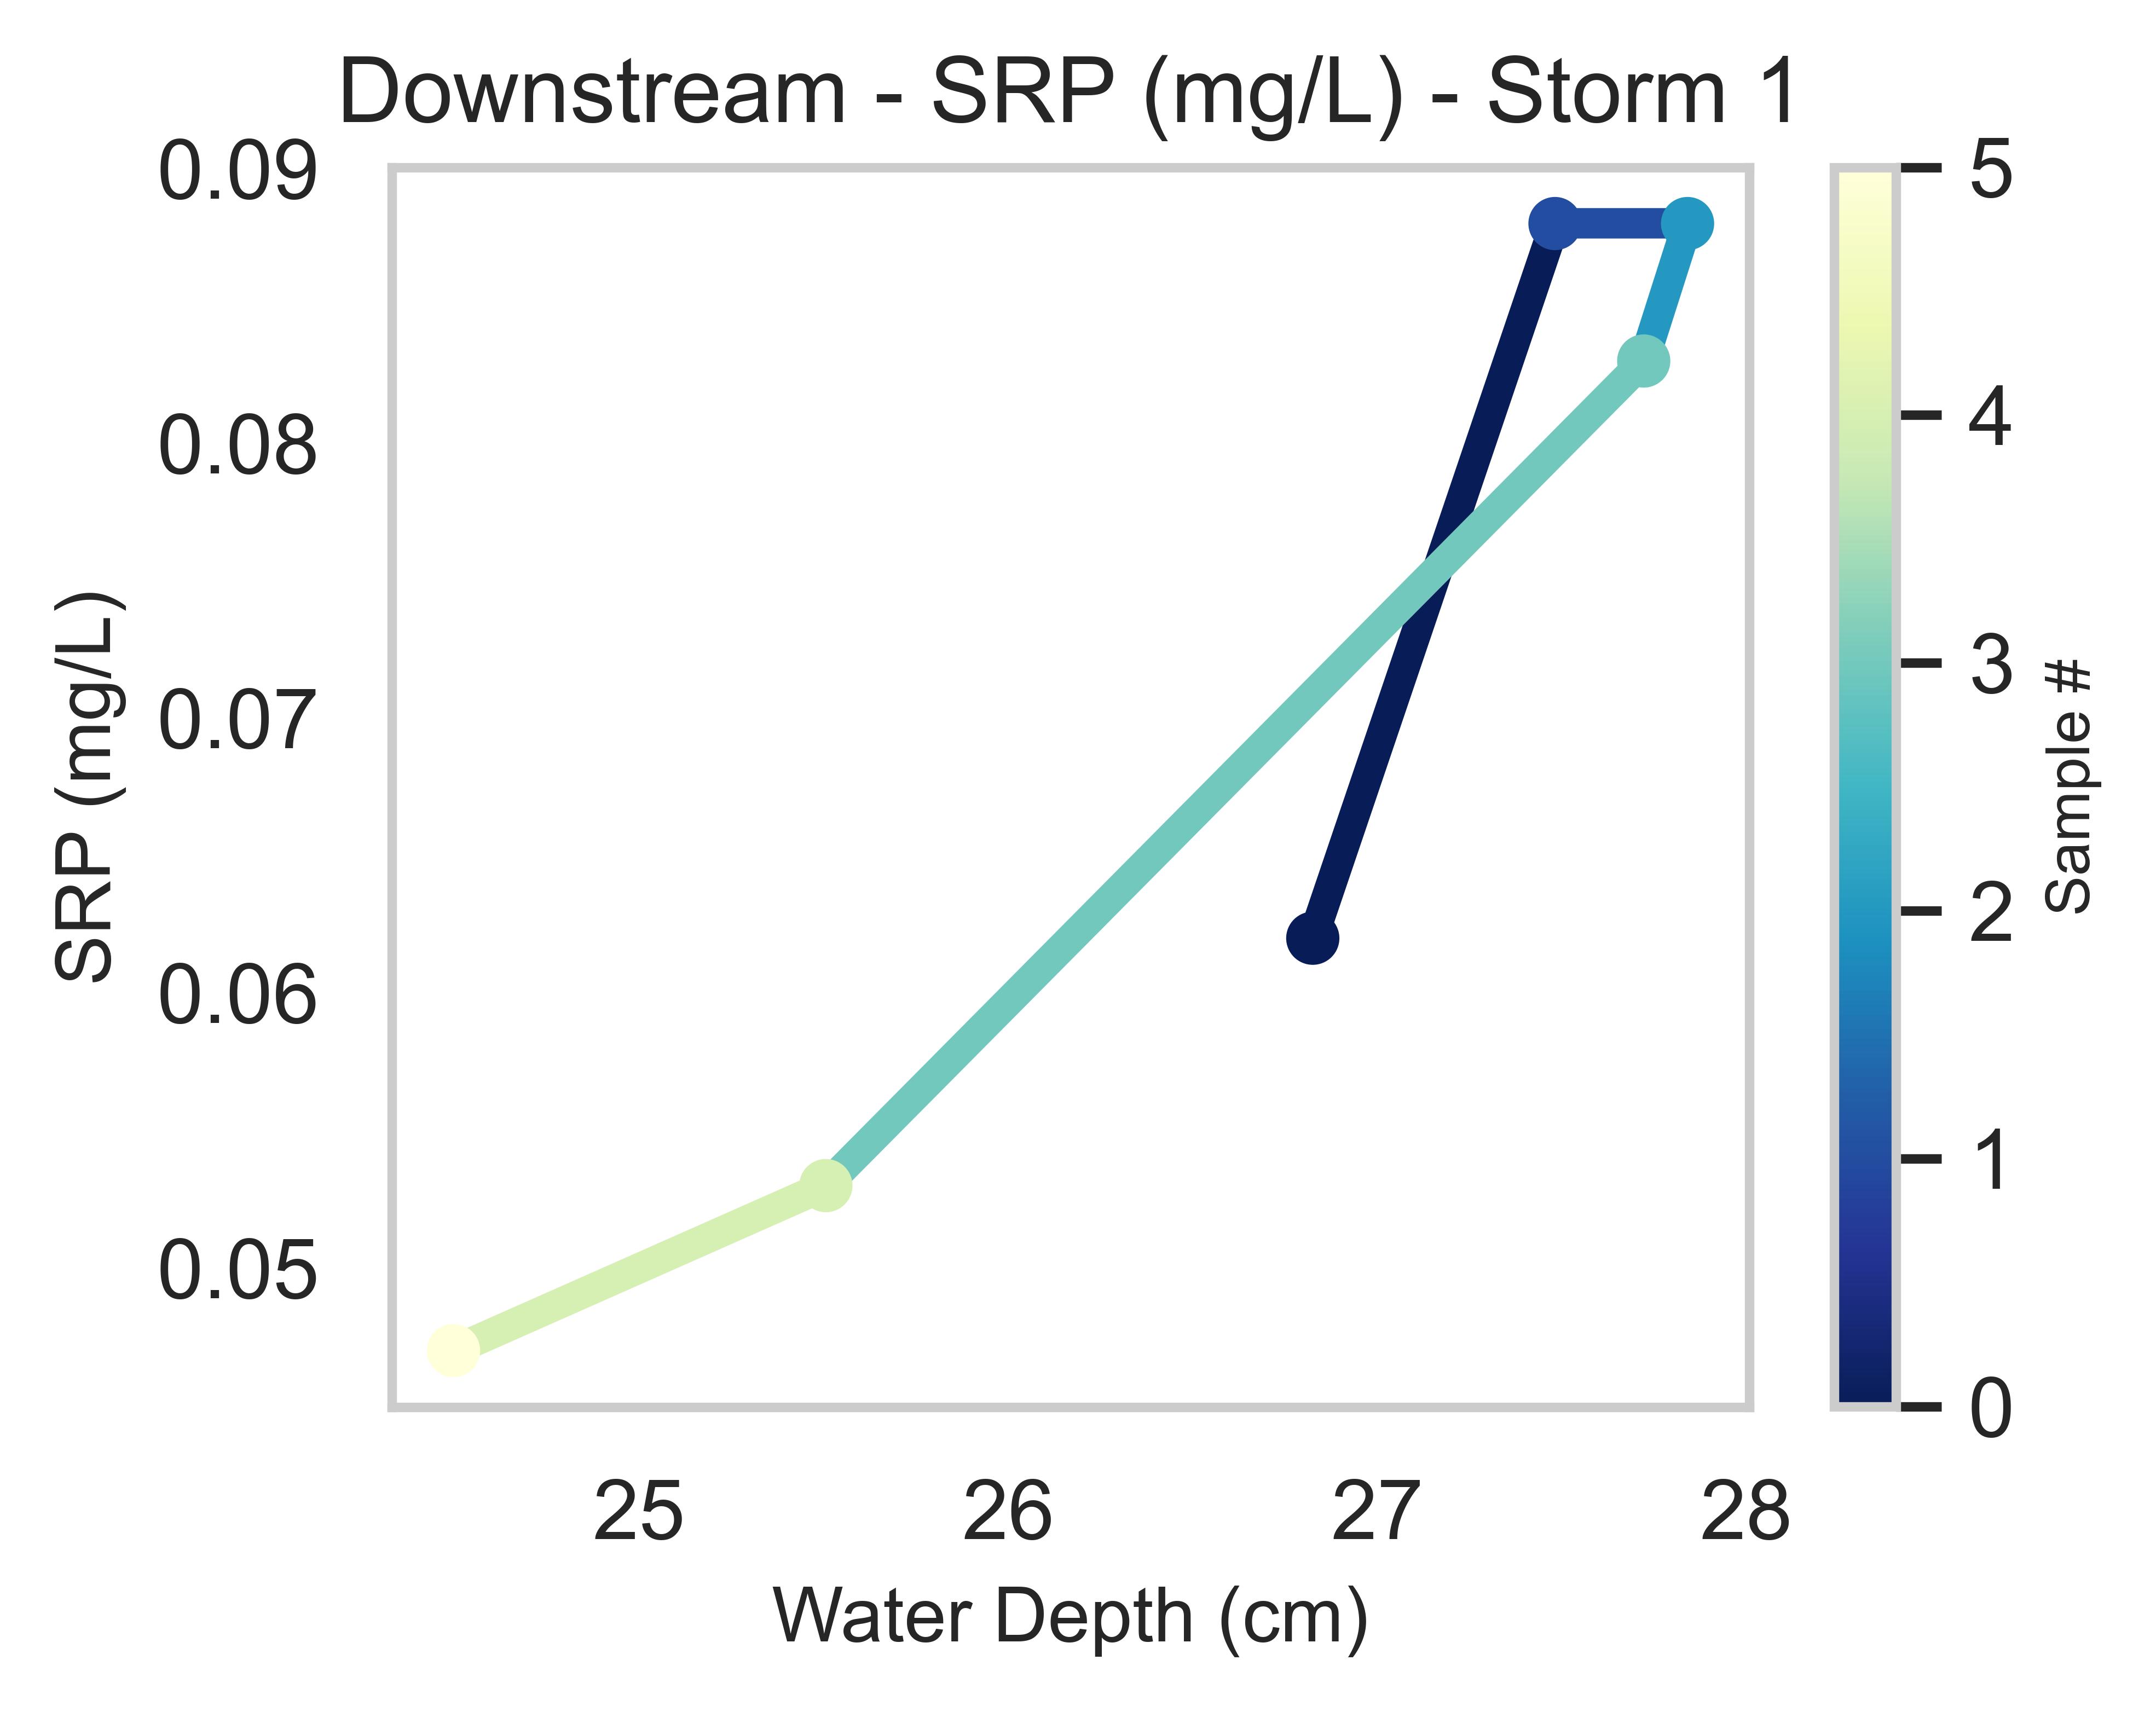 Downstream - SRP (mg/L) - Storm 1
0.09
0.08
0.07
0.06
0.05
SRP (mg/L)
25 26 27 28
Water Depth (cm)
5
4
3
2
1
0
Sample #